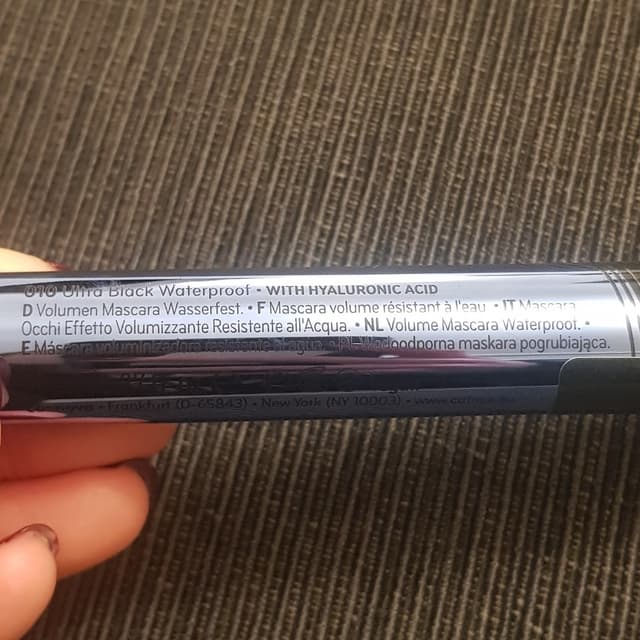 010 Ultra Black Waterproof • WITH HYALURONIC ACID
D Volumen Mascara Wasserfest. • F Mascara volume résistant à l'eau • IT Mascara
Occhi Effetto Volumizzante Resistente all'Acqua. • NL Volume Mascara Waterproof. •
E Máscara voluminizadora resistente al agua. • PL Wodoodporna maskara pogrubiająca.
• Frankfurt (D-65843) • New York (NY 10003) • www.